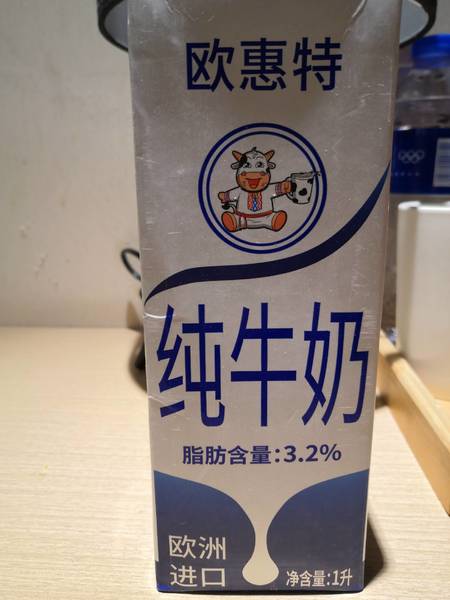 欧惠特
纯牛奶
脂肪含量:3.2%
欧洲
进口
净含量:1升